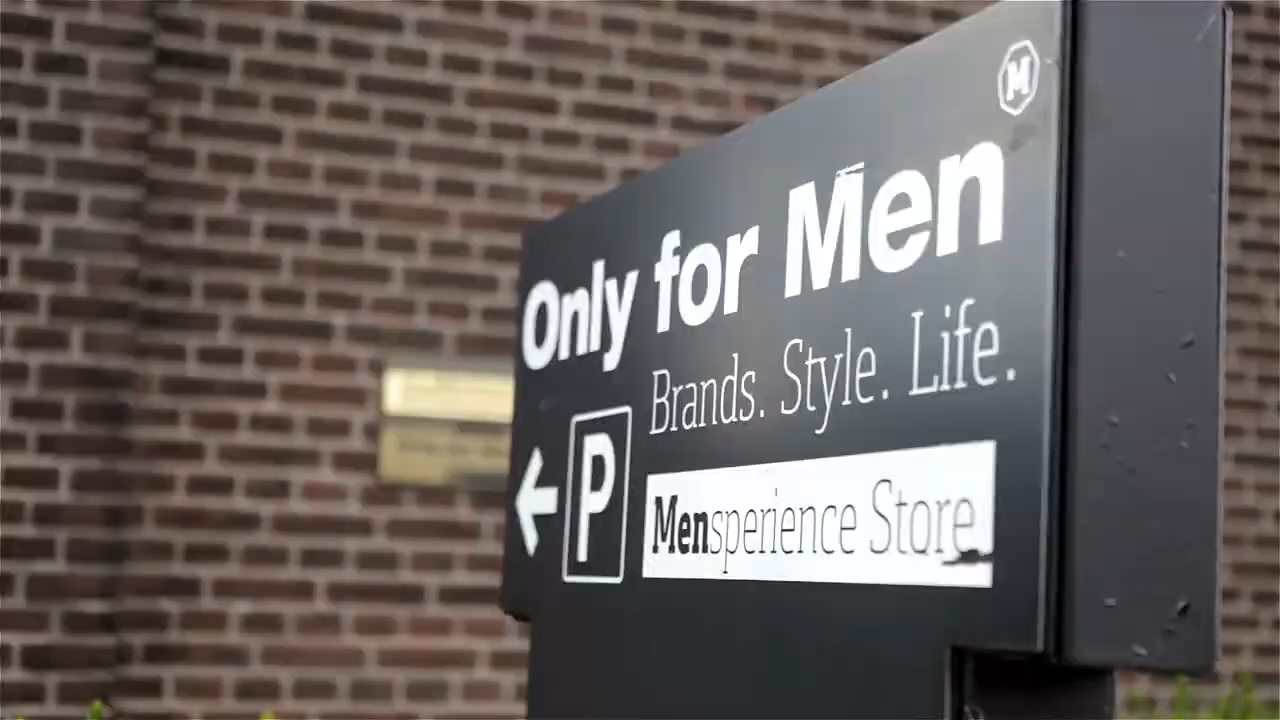 M
Only for Men
Brands. Style. Life.
P
Mensperience Store